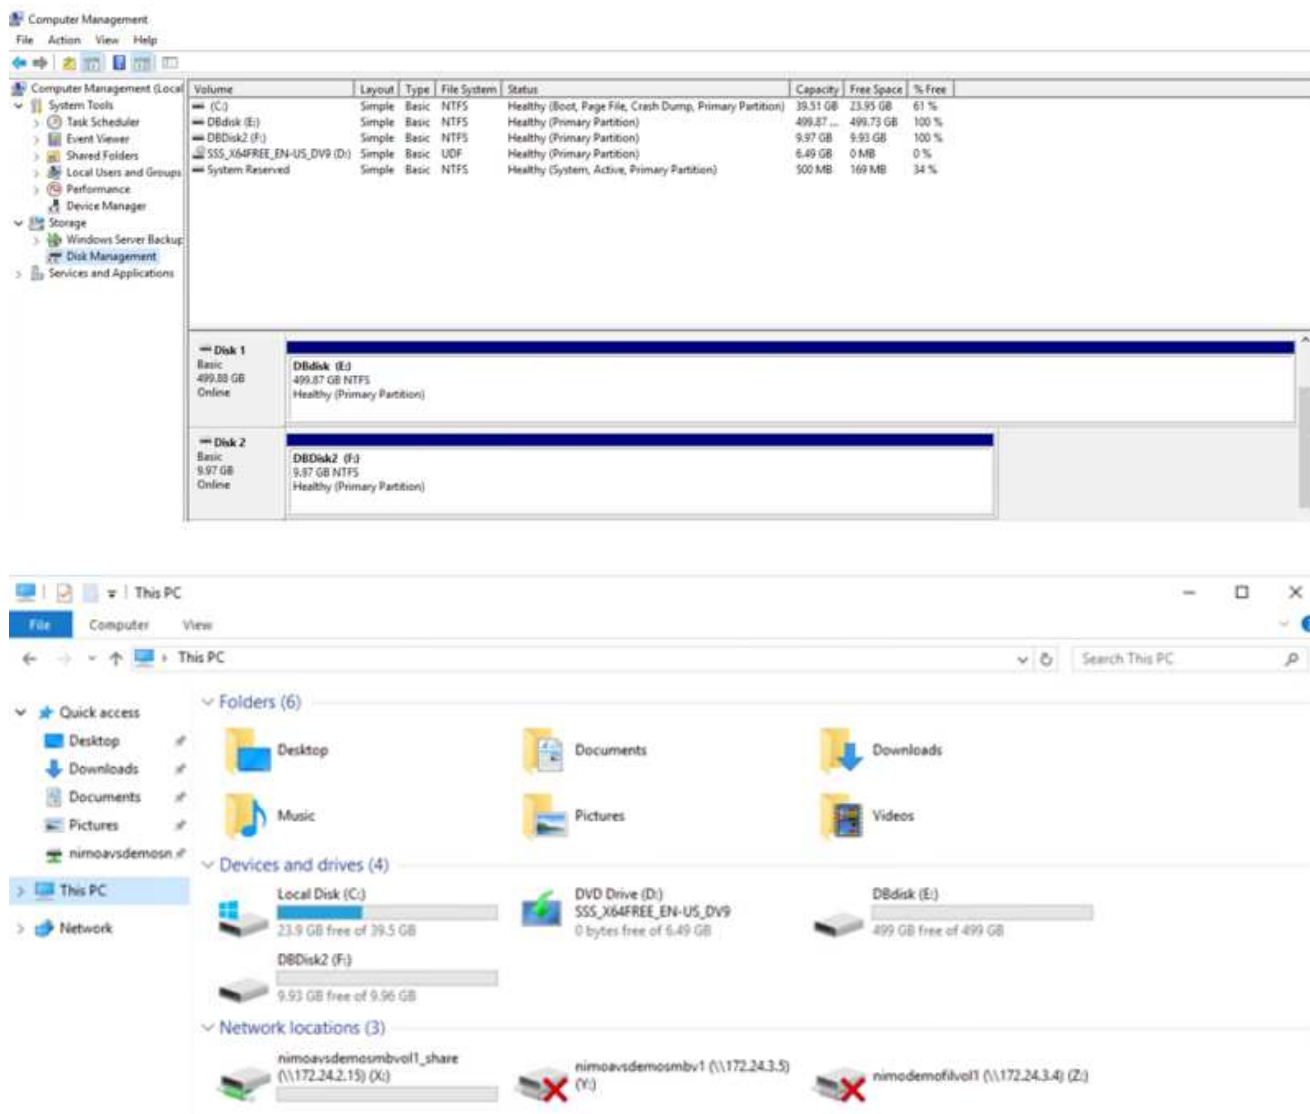 Computer Management
File Action View Help
Computer Management (Local
System Tools
Task Scheduler
Event Viewer
Shared Folders
Local Users and Groups
Performance
Device Manager
Storage
Windows Server Backup
Disk Management
Services and Applications
Volume Layout Type File System Status Capacity Free Space % Free
(C:) Simple Basic NTFS Healthy (Boot, Page File, Crash Dump, Primary Partition) 39.51 GB 23.95 GB 61 %
DBdisk (E:) Simple Basic NTFS Healthy (Primary Partition) 499.87 ... 499.73 GB 100 %
DBDisk2 (F:) Simple Basic NTFS Healthy (Primary Partition) 9.97 GB 9.93 GB 100 %
SSS_X64FREE_EN-US_DV9 (D:) Simple Basic UDF Healthy (Primary Partition) 6.49 GB 0 MB 0 %
System Reserved Simple Basic NTFS Healthy (System, Active, Primary Partition) 500 MB 169 MB 34 %
Disk 1
Basic
499.88 GB
Online
DBdisk (E:)
499.87 GB NTFS
Healthy (Primary Partition)
Disk 2
Basic
9.97 GB
Online
DBDisk2 (F:)
9.97 GB NTFS
Healthy (Primary Partition)
This PC
File Computer View
This PC
Search This PC
Quick access
Desktop
Downloads
Documents
Pictures
nimoavsdemosn
This PC
Network
Folders (6)
Desktop
Documents
Downloads
Music
Pictures
Videos
Devices and drives (4)
Local Disk (C:)
23.9 GB free of 39.5 GB
DVD Drive (D:)
SSS_X64FREE_EN-US_DV9
0 bytes free of 6.49 GB
DBdisk (E:)
499 GB free of 499 GB
DBDisk2 (F:)
9.93 GB free of 9.96 GB
Network locations (3)
nimoavsdemosmbvol1_share
(\\172.24.2.15) (X:)
nimoavsdemosmbv1 (\\172.24.3.5)
(Y:)
nimodemofilvol1 (\\172.24.3.4) (Z:)